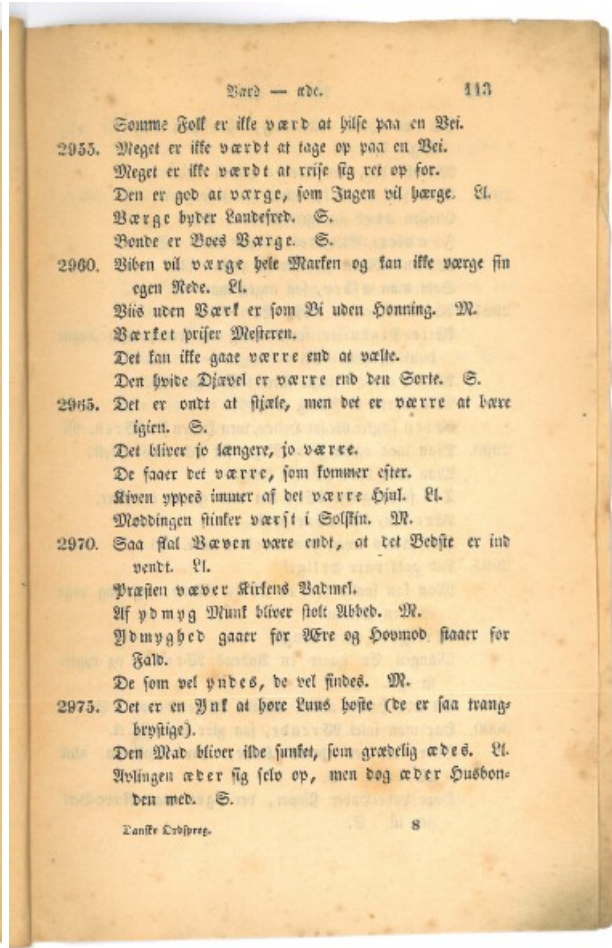 Værd — æde. 113
Somme Folk er ikke værd at hilse paa en Vei.
2955. Meget er ikke værdt at tage op paa en Vei.
Meget er ikke værdt at reise sig ret op for.
Den er god at værge, som Ingen vil hærge. Ll.
Værge byder Landefred. S.
Bonde er Boes Værge. S.
2960. Viben vil værge hele Marken og kan ikke værge sin
egen Rede. Ll.
Viis uden Værk er som Bi uden Honning. M.
Værket priser Mesteren.
Det kan ikke gaae værre end at vælte.
Den hvide Djævel er værre end den Sorte. S.
2965. Det er ondt at stjæle, men det er værre at bære
igien. S.
Det bliver jo længere, jo værre.
De faaer det værre, som kommer efter.
Kiven yppes immer af det værre Hjul. Ll.
Møddingen stinker værst i Solskin. M.
2970. Saa skal Væven være endt, at det Bedste er ind
vendt. Ll.
Præsten væver Kirkens Vadmel.
Af ydmyg Munk bliver stolt Abbed. M.
Ydmyghed gaaer for Ære og Hovmod staaer for
Fald.
De som vel yndes, de vel findes. M.
2975. Det er en Ynk at høre Luus hoste (de er saa trang-
brystige).
Den Mad bliver ilde sunket, som grædelig ædes. Ll.
Avlingen æder sig selv op, men dog æder Husbon-
den med. S.
Danske Ordsprog. 8